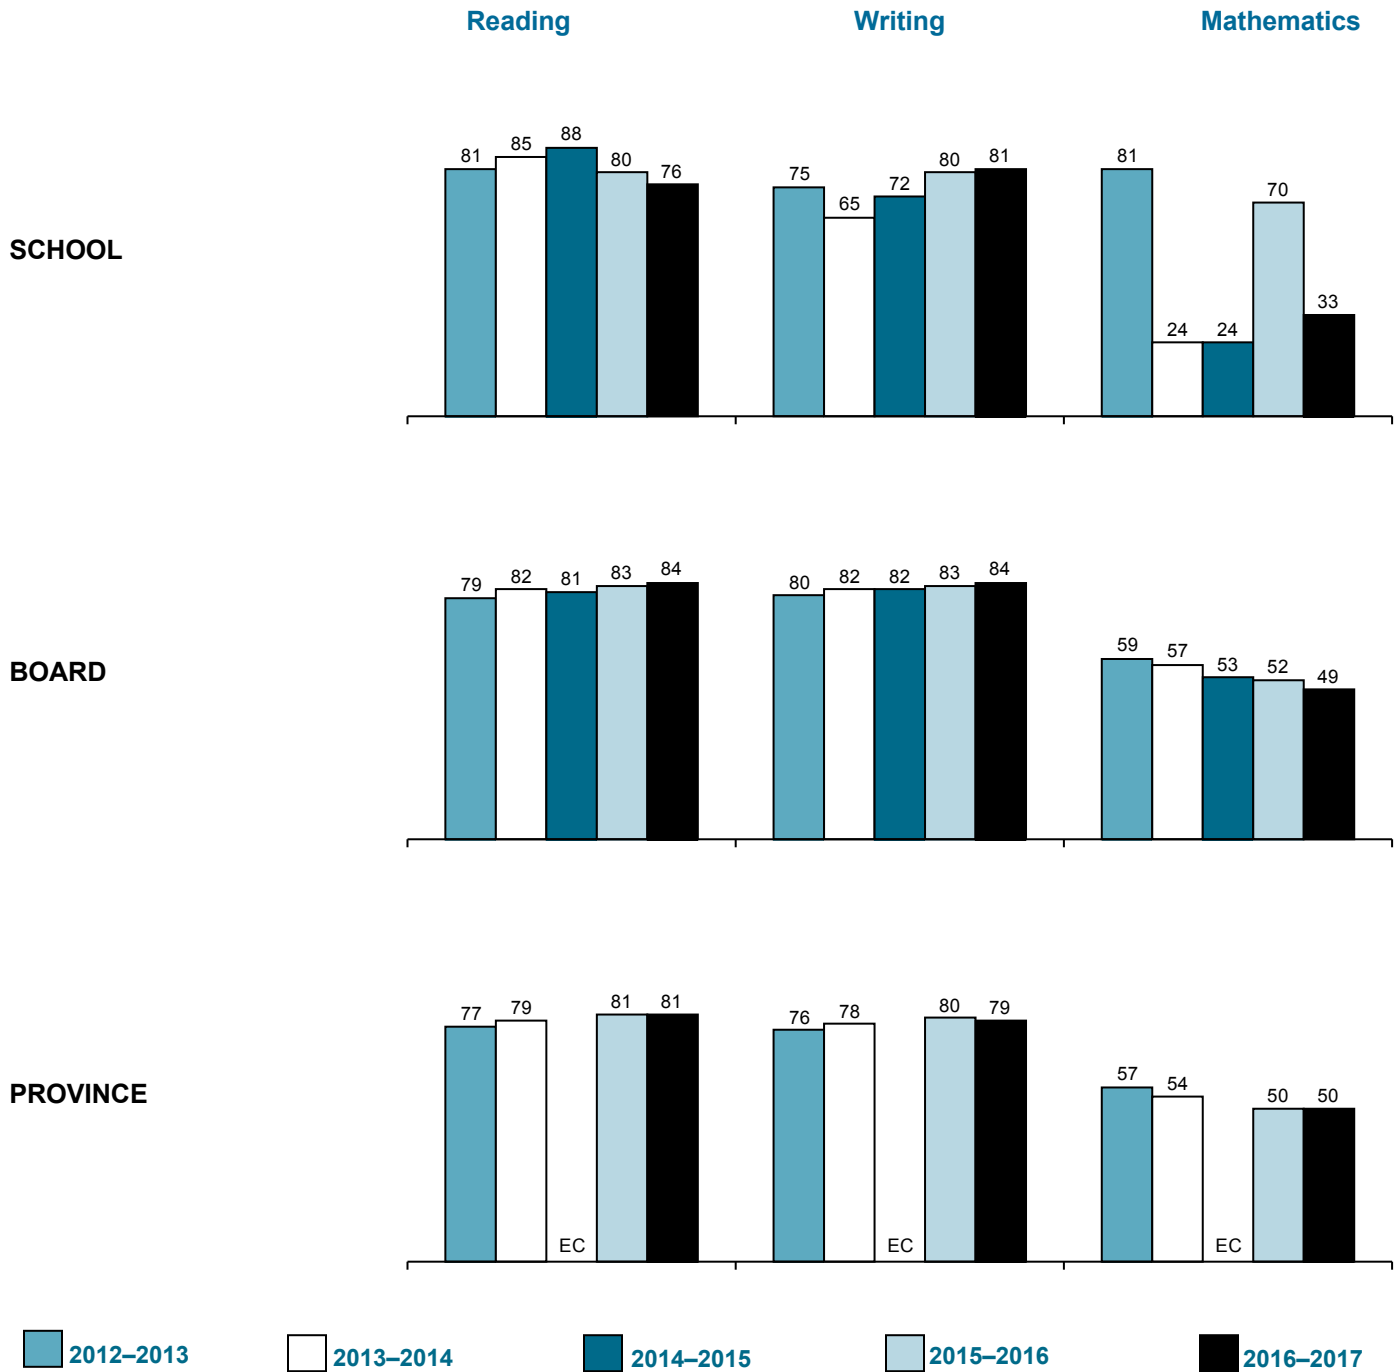 Reading Writing Mathematics
SCHOOL
81 85 88 80 76 75 65 72 80 81 81 24 24 70 33
BOARD
79 82 81 83 84 80 82 82 83 84 59 57 53 52 49
PROVINCE
77 79 EC 81 81 76 78 EC 80 79 57 54 EC 50 50
2012–2013 2013–2014 2014–2015 2015–2016 2016–2017